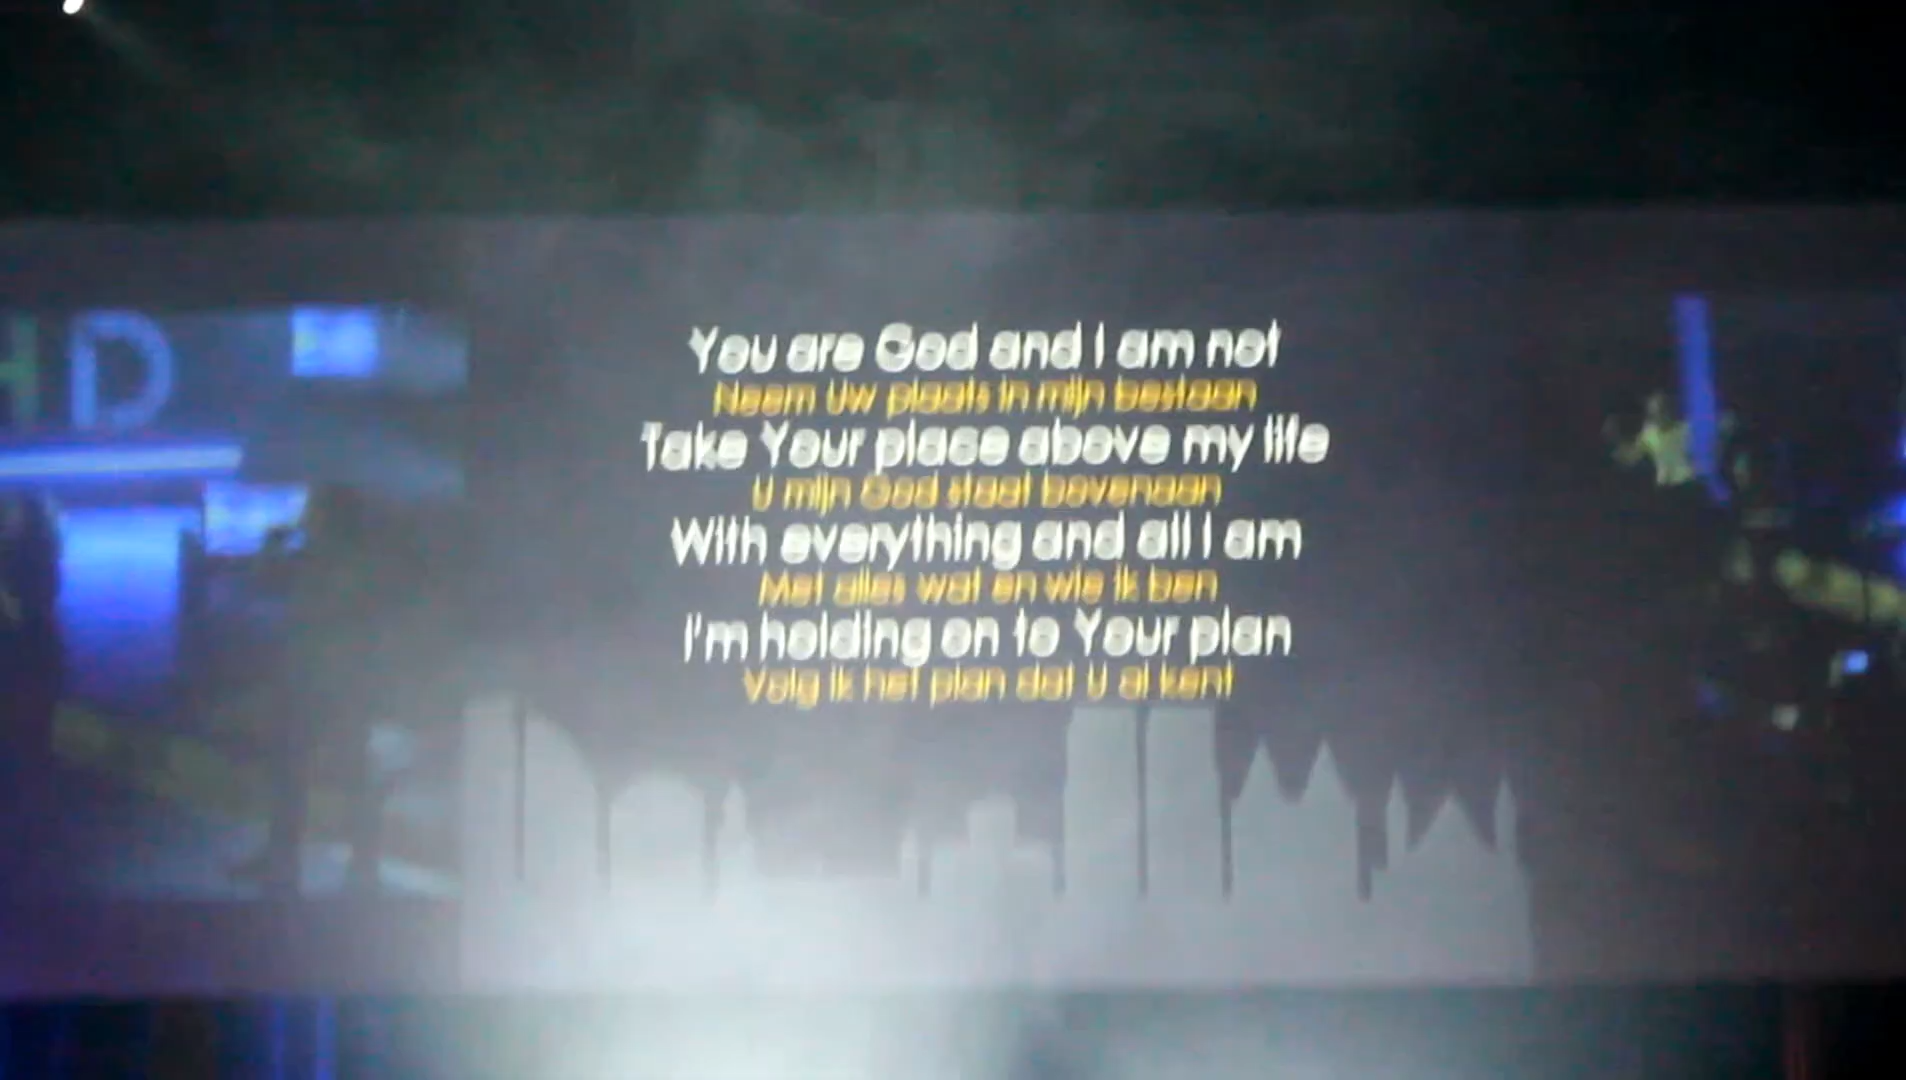 HD
You are God and I am not
Neem Uw plaats in mijn bestaan
Take Your place above my life
U mijn God staat bovenaan
With everything and all I am
Met alles wat en wie ik ben
I'm holding on to Your plan
Volg ik het plan dat U al kent